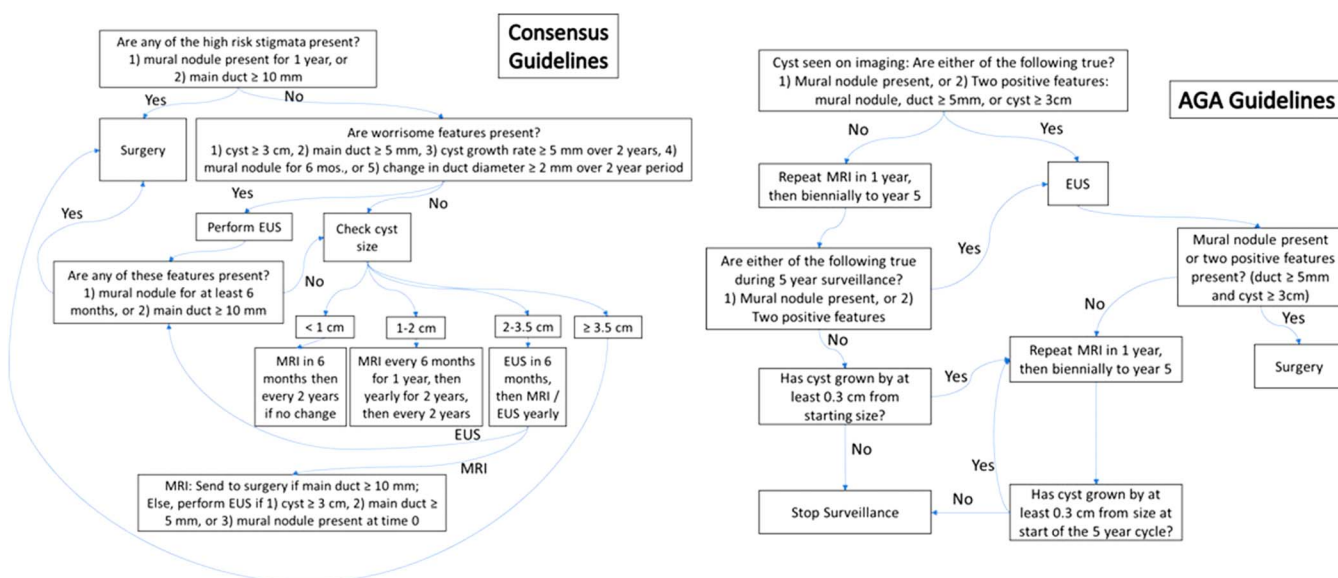 Consensus
Guidelines
Are any of the high risk stigmata present?
1) mural nodule present for 1 year, or
2) main duct ≥ 10 mm
Yes
No
Surgery
Are worrisome features present?
1) cyst ≥ 3 cm, 2) main duct ≥ 5 mm, 3) cyst growth rate ≥ 5 mm over 2 years, 4)
mural nodule for 6 mos., or 5) change in duct diameter ≥ 2 mm over 2 year period
Yes
No
Yes
Perform EUS
Check cyst
size
Are any of these features present?
1) mural nodule for at least 6
months, or 2) main duct ≥ 10 mm
No
< 1 cm
1-2 cm
2-3.5 cm
≥ 3.5 cm
MRI in 6
months then
every 2 years
if no change
MRI every 6 months
for 1 year, then
yearly for 2 years,
then every 2 years
EUS in 6
months,
then MRI /
EUS yearly
EUS
MRI
MRI: Send to surgery if main duct ≥ 10 mm;
Else, perform EUS if 1) cyst ≥ 3 cm, 2) main duct ≥
5 mm, or 3) mural nodule present at time 0
AGA Guidelines
Cyst seen on imaging: Are either of the following true?
1) Mural nodule present, or 2) Two positive features:
mural nodule, duct ≥ 5mm, or cyst ≥ 3cm
No
Yes
Repeat MRI in 1 year,
then biennially to year 5
EUS
Are either of the following true
during 5 year surveillance?
1) Mural nodule present, or 2)
Two positive features
Yes
Mural nodule present
or two positive features
present? (duct ≥ 5mm
and cyst ≥ 3cm)
No
Yes
No
Repeat MRI in 1 year,
then biennially to year 5
Surgery
Has cyst grown by at
least 0.3 cm from
starting size?
Yes
No
Yes
Stop Surveillance
No
Has cyst grown by at
least 0.3 cm from size at
start of the 5 year cycle?